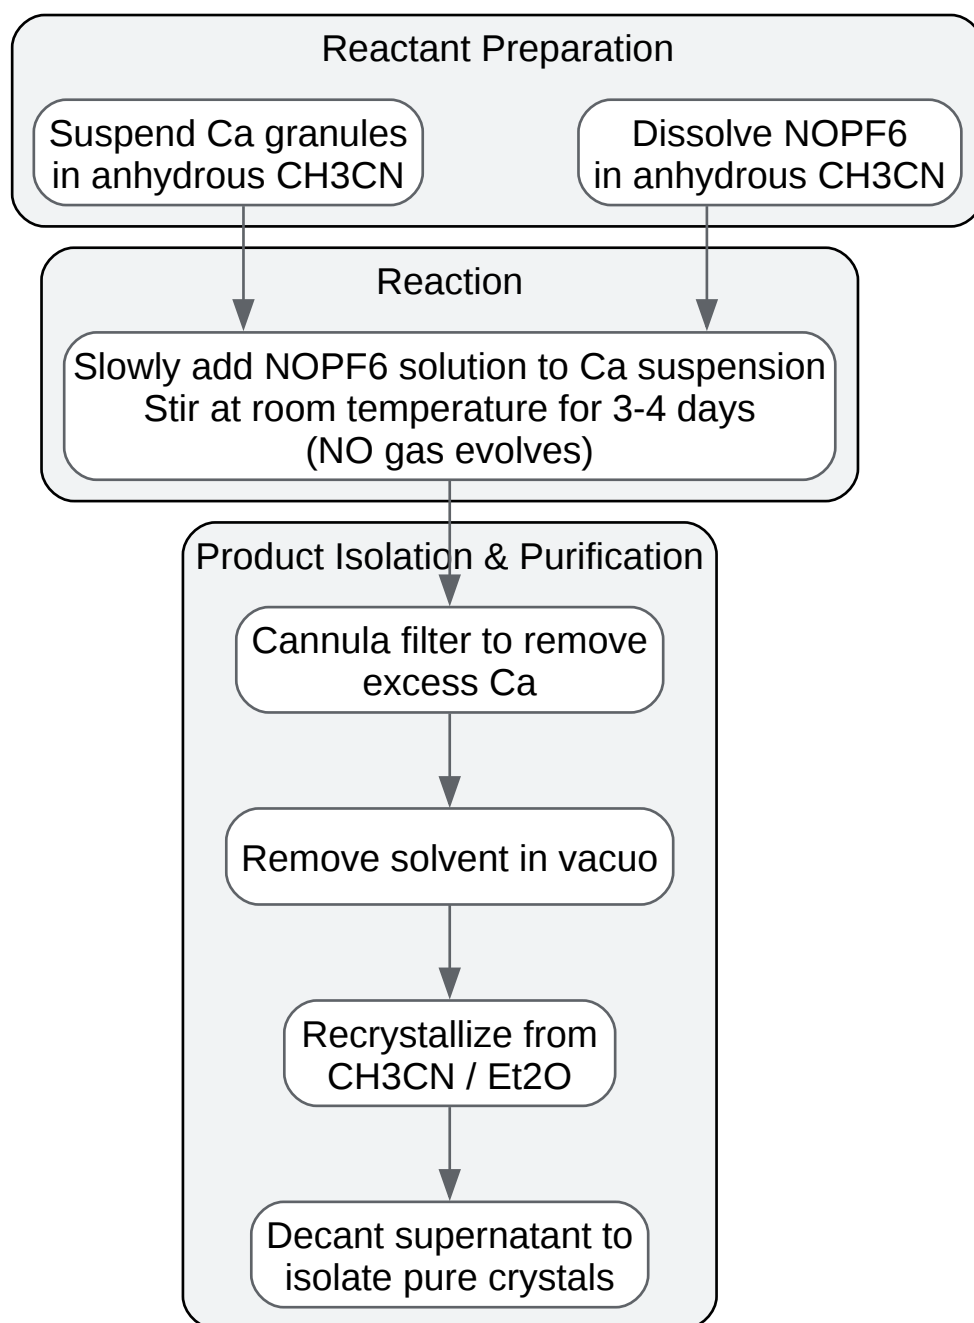 Reactant Preparation
Suspend Ca granules
in anhydrous CH3CN
Dissolve NOPF6
in anhydrous CH3CN
Reaction
Slowly add NOPF6 solution to Ca suspension
Stir at room temperature for 3-4 days
(NO gas evolves)
Product Isolation & Purification
Cannula filter to remove
excess Ca
Remove solvent in vacuo
Recrystallize from
CH3CN / Et2O
Decant supernatant to
isolate pure crystals